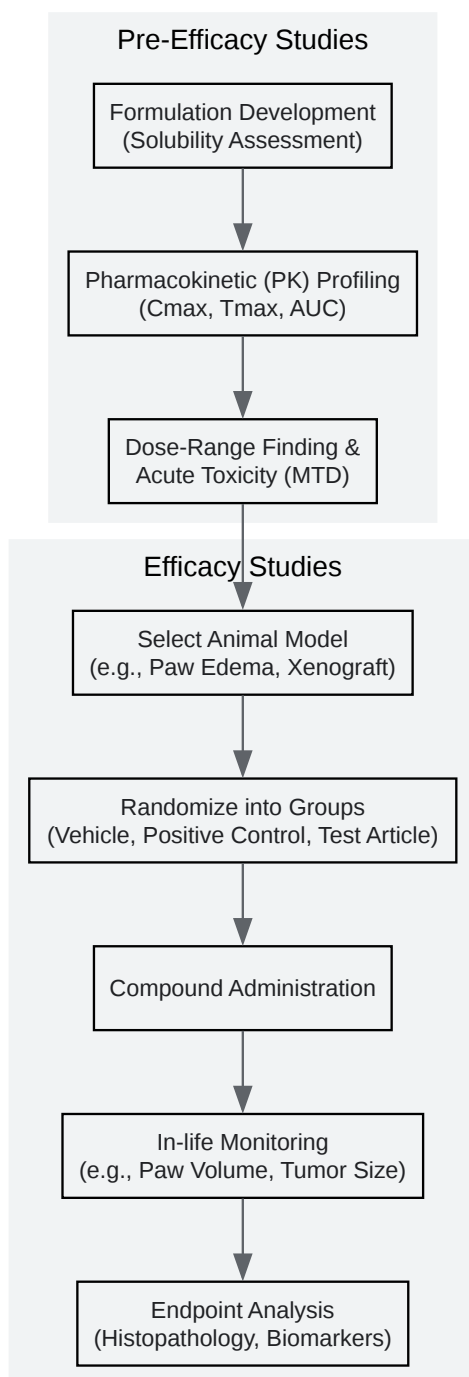 Pre-Efficacy Studies
Formulation Development
(Solubility Assessment)
Pharmacokinetic (PK) Profiling
(Cmax, Tmax, AUC)
Dose-Range Finding &
Acute Toxicity (MTD)
Efficacy Studies
Select Animal Model
(e.g., Paw Edema, Xenograft)
Randomize into Groups
(Vehicle, Positive Control, Test Article)
Compound Administration
In-life Monitoring
(e.g., Paw Volume, Tumor Size)
Endpoint Analysis
(Histopathology, Biomarkers)